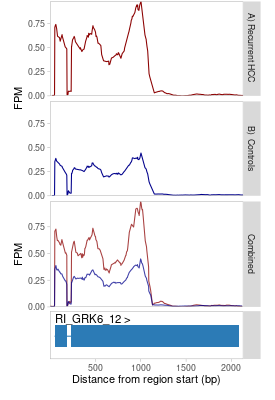 0.75
0.50
0.25
0.00
FPM
A) Recurrent HCC
0.75
0.50
0.25
0.00
B) Controls
0.75
0.50
0.25
0.00
FPM
Combined
RI_GRK6_12 >
500
1000
1500
2000
Distance from region start (bp)